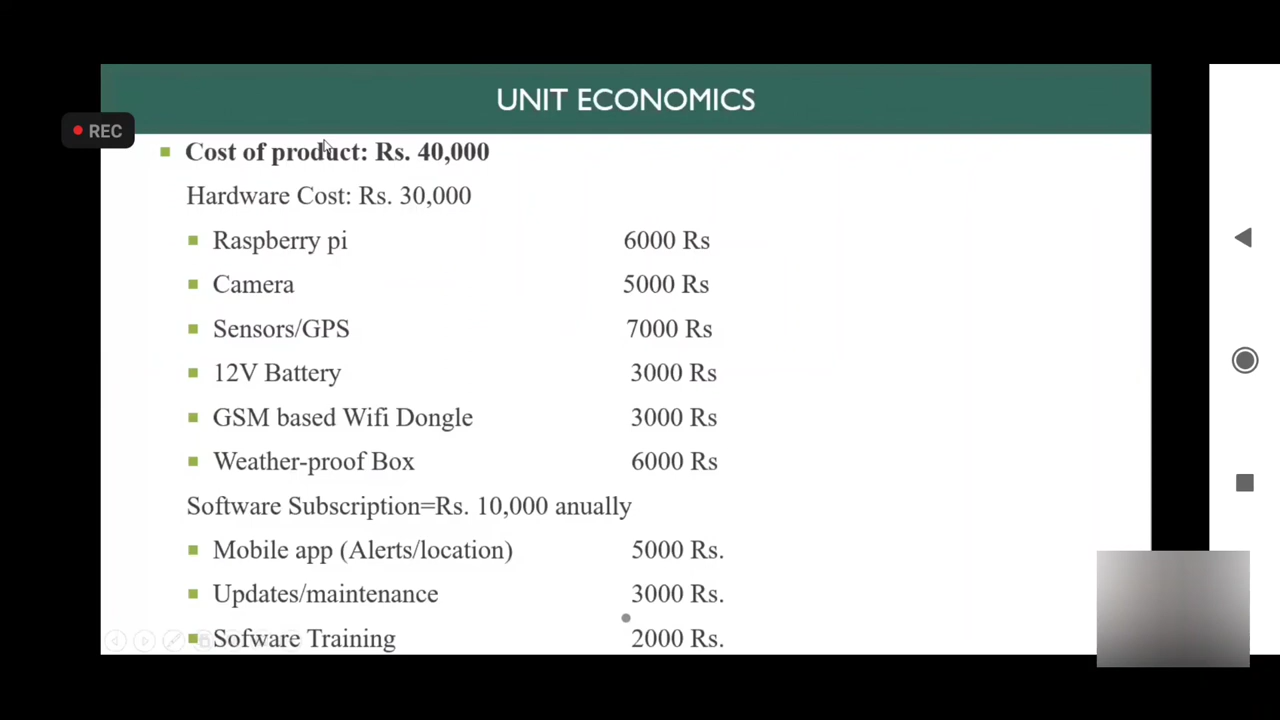 UNIT ECONOMICS
REC
Cost of product: Rs. 40,000
Hardware Cost: Rs. 30,000
Raspberry pi 6000 Rs
Camera 5000 Rs
Sensors/GPS 7000 Rs
12V Battery 3000 Rs
GSM based Wifi Dongle 3000 Rs
Weather-proof Box 6000 Rs
Software Subscription=Rs. 10,000 anually
Mobile app (Alerts/location) 5000 Rs.
Updates/maintenance 3000 Rs.
Sofware Training 2000 Rs.